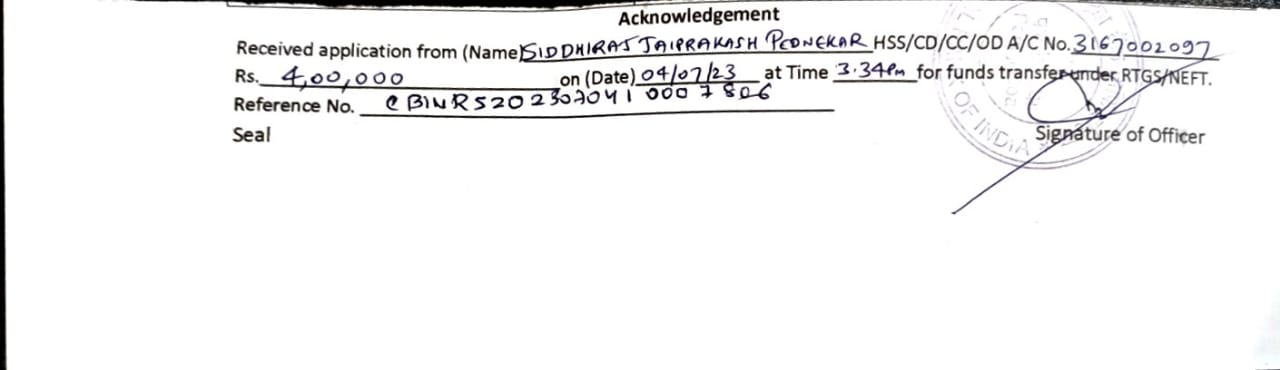 Acknowledgement
Received application from (Name) SIDDHIRAJ JAIPRAKASH PEDNEKAR HSS/CD/CC/OD A/C No. 3167002097
Rs. 4,00,000 on (Date) 04/07/23 at Time 3.34Pm for funds transfer under RTGS/NEFT.
Reference No. CBINR52023070410007806
Seal
Signature of Officer
OF INDIA